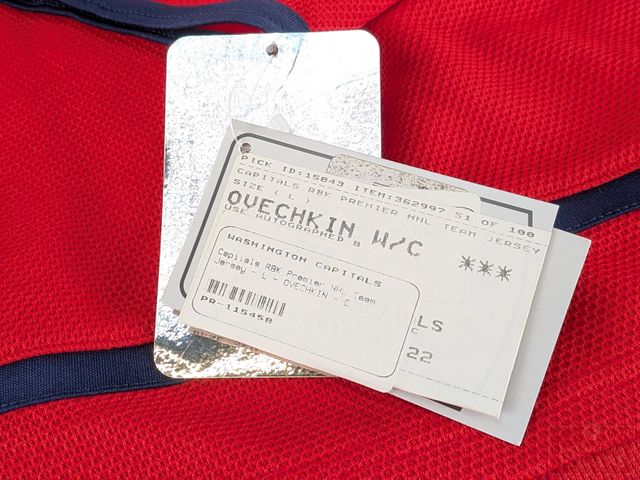 PICK ID:15843 ITEM:362997 51 OF 100
CAPITALS RBK PREMIER NHL TEAM JERSEY
SIZE ( L )
OVECHKIN W/C
USE AUTOGRAPHED 8
***
WASHINGTON CAPITALS
Capitals RBK Premier NHL Team
Jersey - L - OVECHKIN - C
PR-115458
LS
C
22